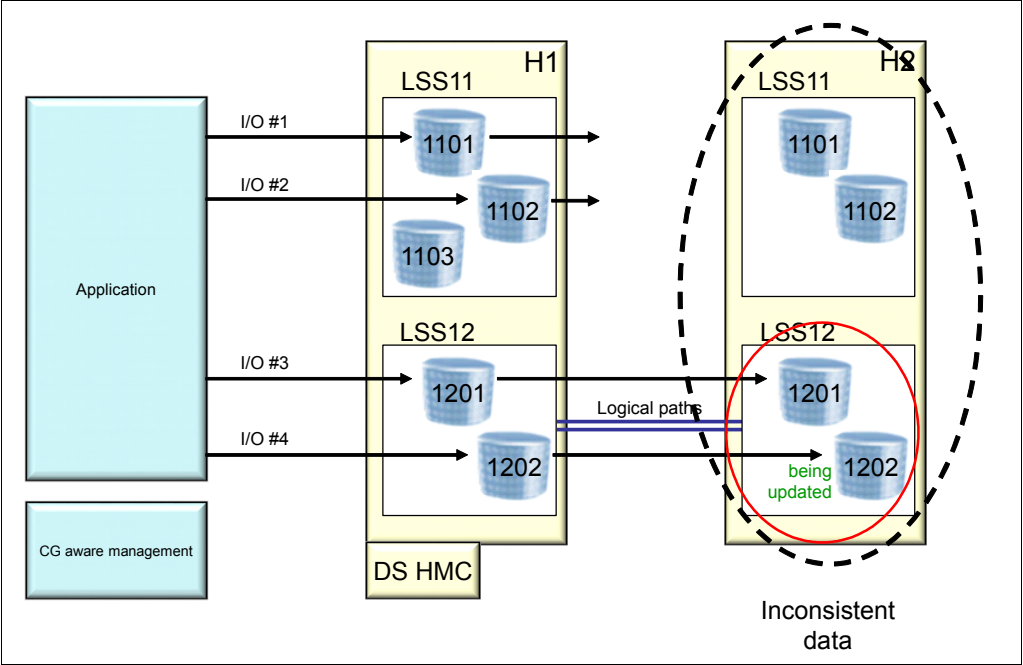 H1
H2
LSS11
LSS11
I/O #1
1101
1101
I/O #2
1102
1102
1103
Application
LSS12
LSS12
I/O #3
1201
1201
Logical paths
I/O #4
1202
being
updated
1202
CG aware management
DS HMC
Inconsistent
data